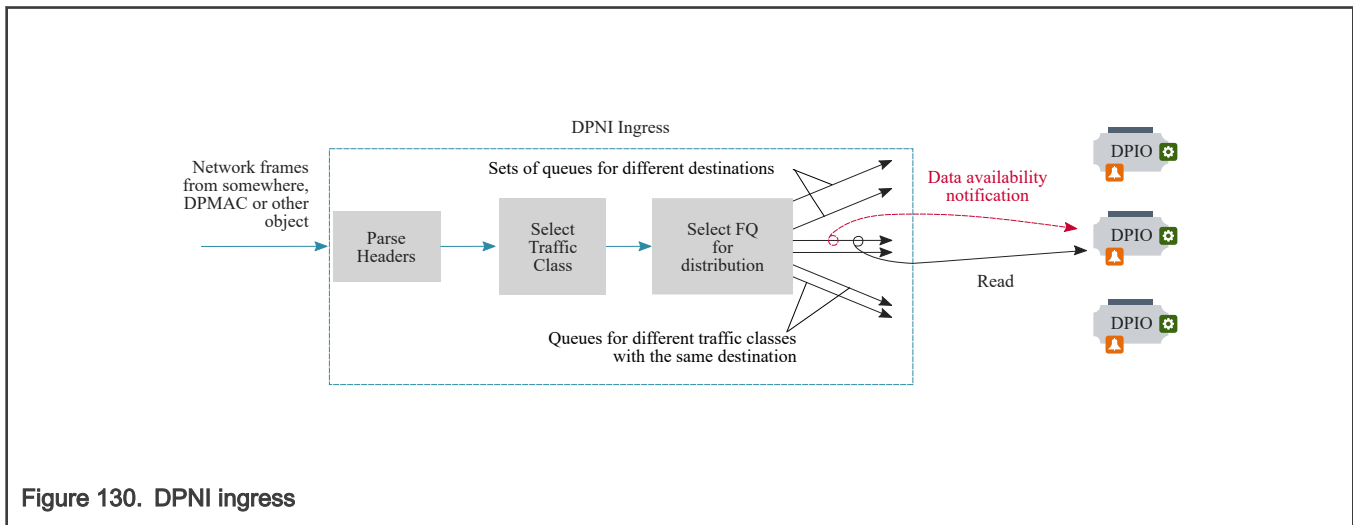 DPNI Ingress
Network frames
from somewhere,
DPMAC or other
object
Sets of queues for different destinations
Parse
Headers
Select
Traffic
Class
Select FQ
for
distribution
Data availability
notification
Read
Queues for different traffic classes
with the same destination
DPIO
DPIO
DPIO
Figure 130. DPNI ingress